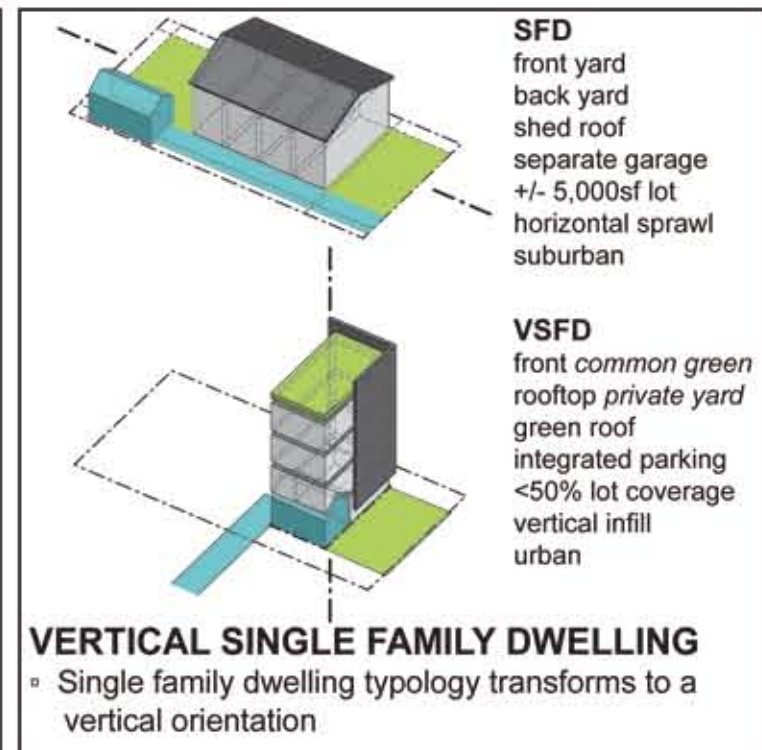 SFD
front yard
back yard
shed roof
separate garage
+/- 5,000sf lot
horizontal sprawl
suburban
VSFD
front common green
rooftop private yard
green roof
integrated parking
<50% lot coverage
vertical infill
urban
VERTICAL SINGLE FAMILY DWELLING
▫ Single family dwelling typology transforms to a
vertical orientation